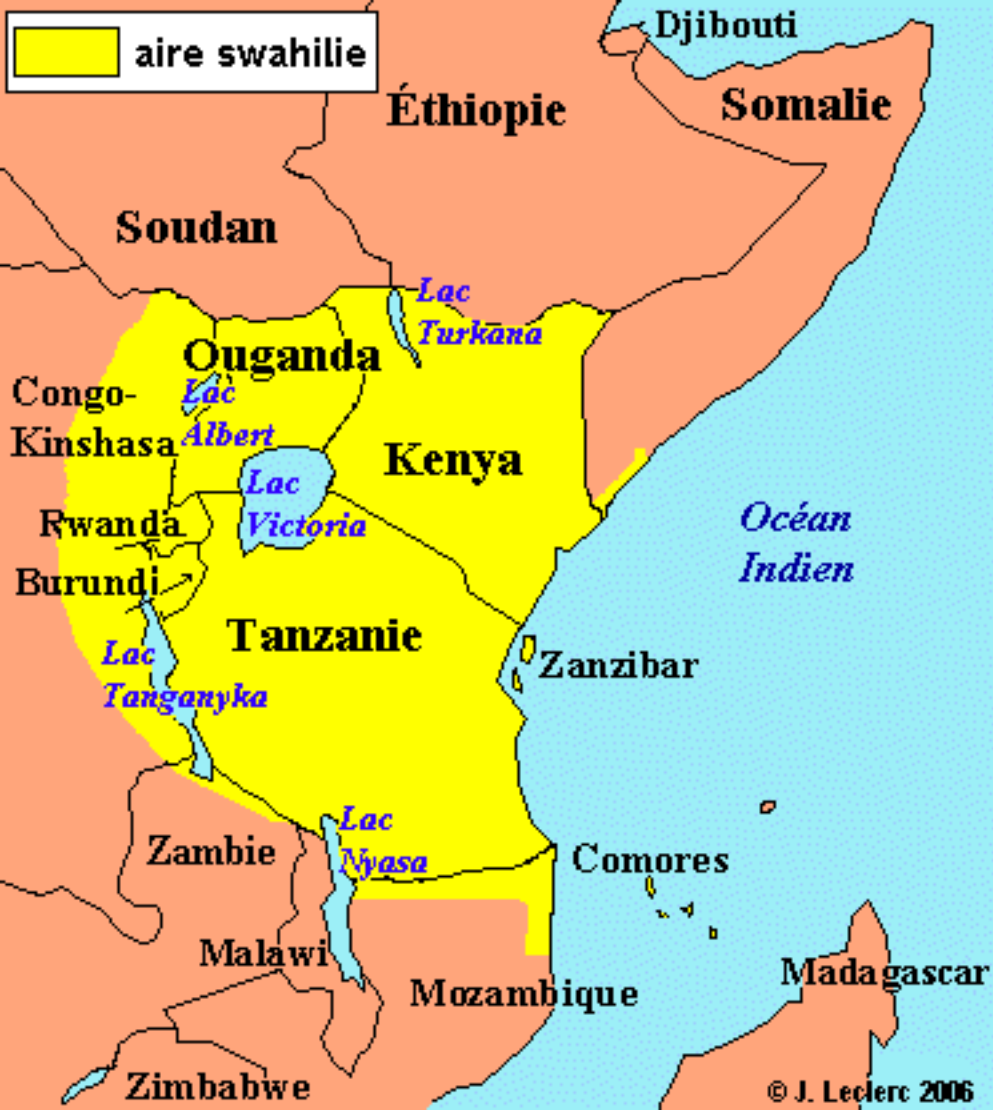 aire swahilie
Djibouti
Éthiopie
Somalie
Soudan
Lac
Turkana
Ouganda
Congo-
Kinshasa
Lac
Albert
Kenya
Lac
Victoria
Océan
Indien
Rwanda
Burundi
Tanzanie
Lac
Tanganyka
Zanzibar
Lac
Nyasa
Zambie
Comores
Malawi
Mozambique
Madagascar
Zimbabwe
© J. Leclerc 2006